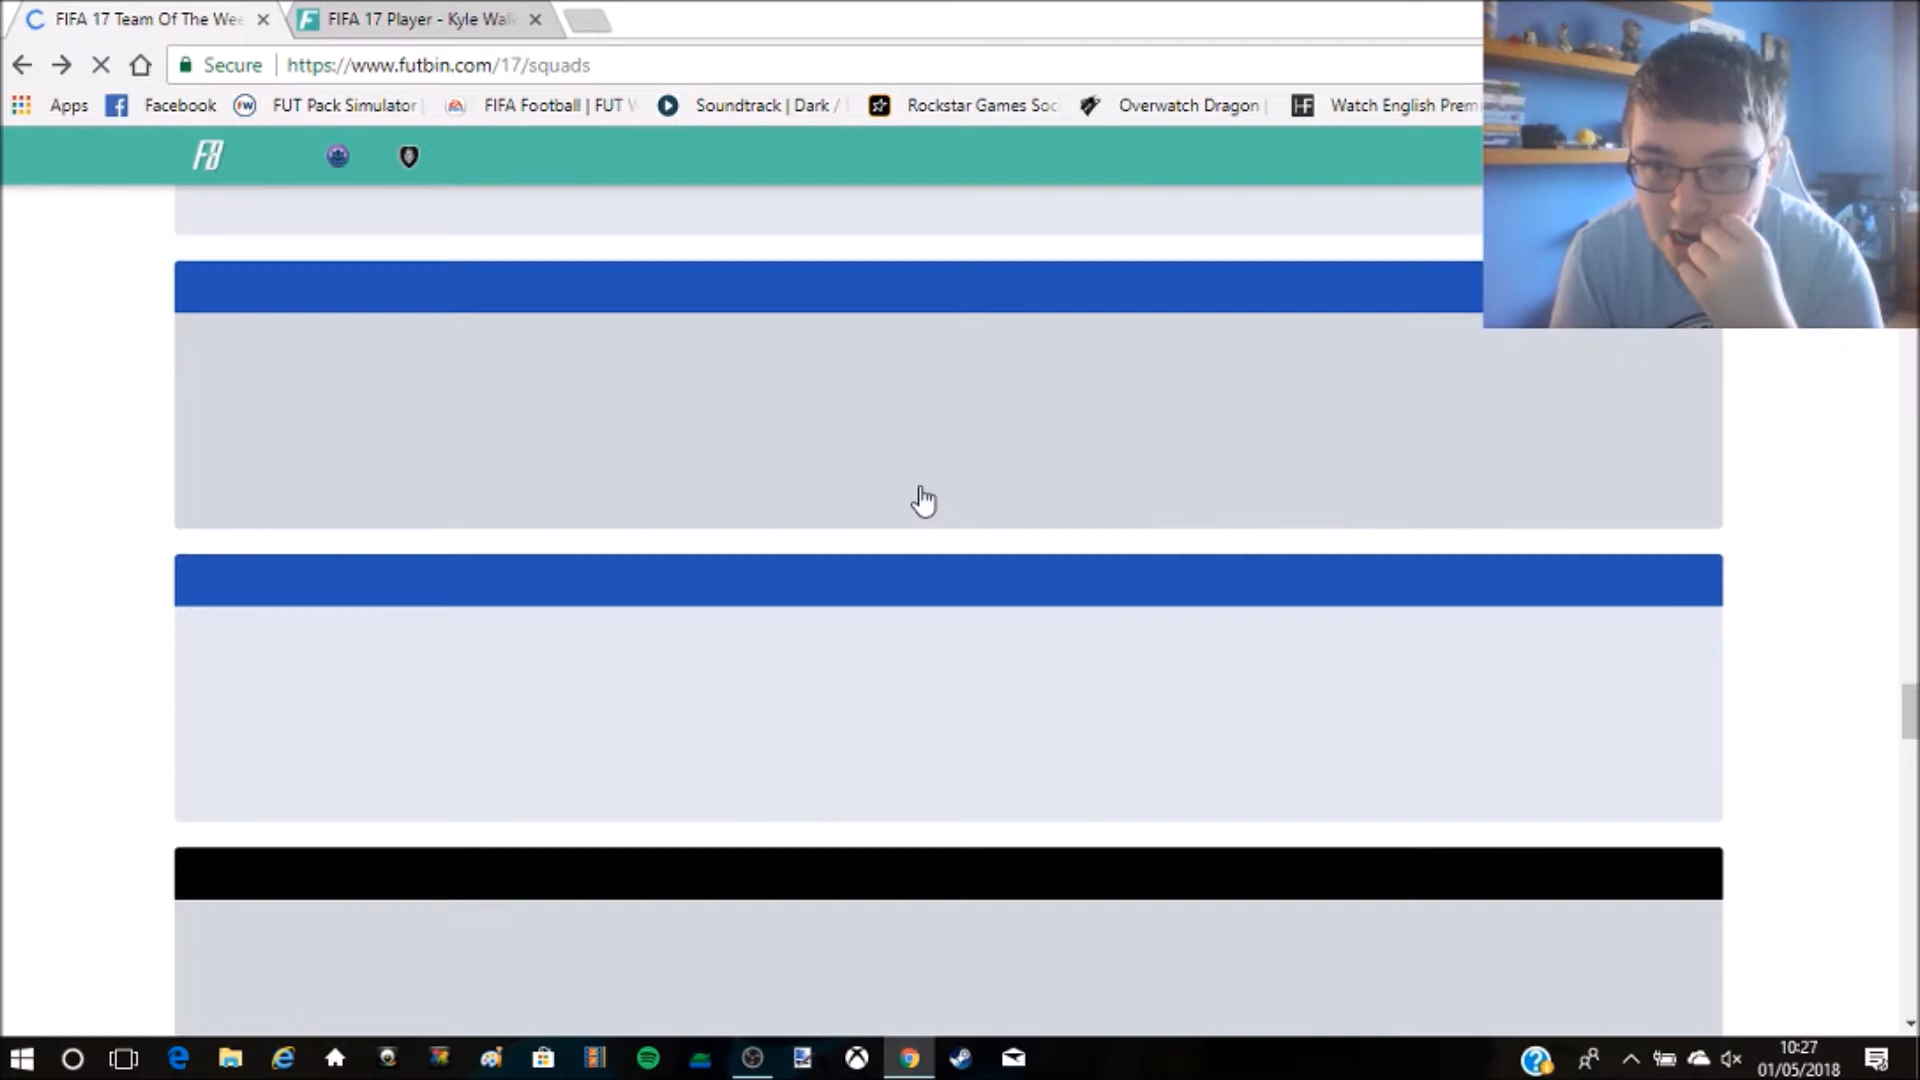 FIFA 17 Team Of The Wee
FIFA 17 Player - Kyle Wal
Secure https://www.futbin.com/17/squads
Apps Facebook FUT Pack Simulator FIFA Football | FUT Soundtrack | Dark / Rockstar Games Soc Overwatch Dragon | Watch English Prem
FB
10:27
01/05/2018